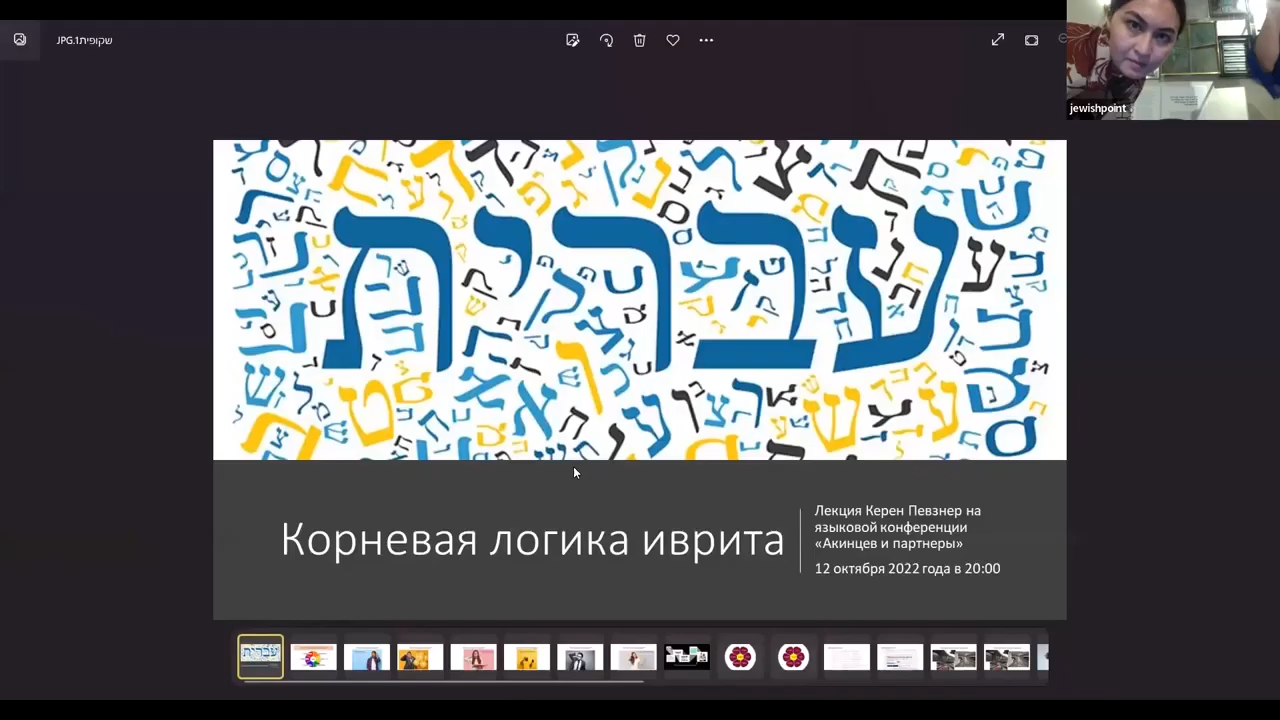 שקופית1.JPG
jewishpoint
עברית
Корневая логика иврита
Лекция Керен Певзнер на
языковой конференции
«Акинцев и партнеры»
12 октября 2022 года в 20:00